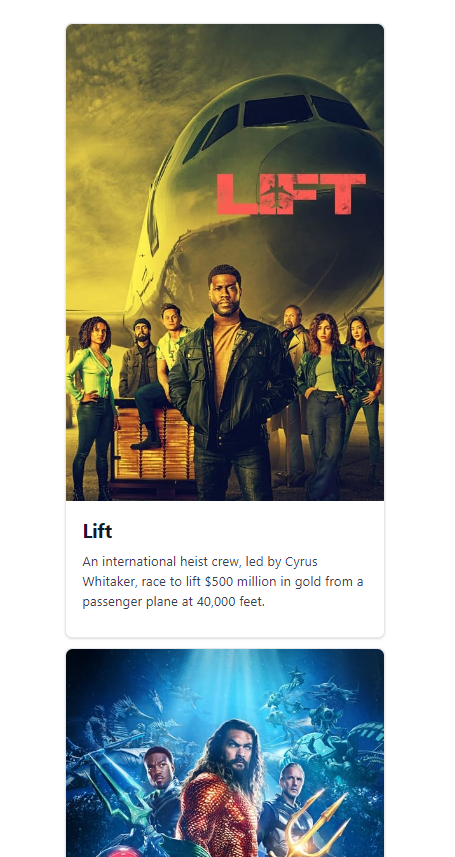 LIFT
Lift
An international heist crew, led by Cyrus
Whitaker, race to lift $500 million in gold from a
passenger plane at 40,000 feet.